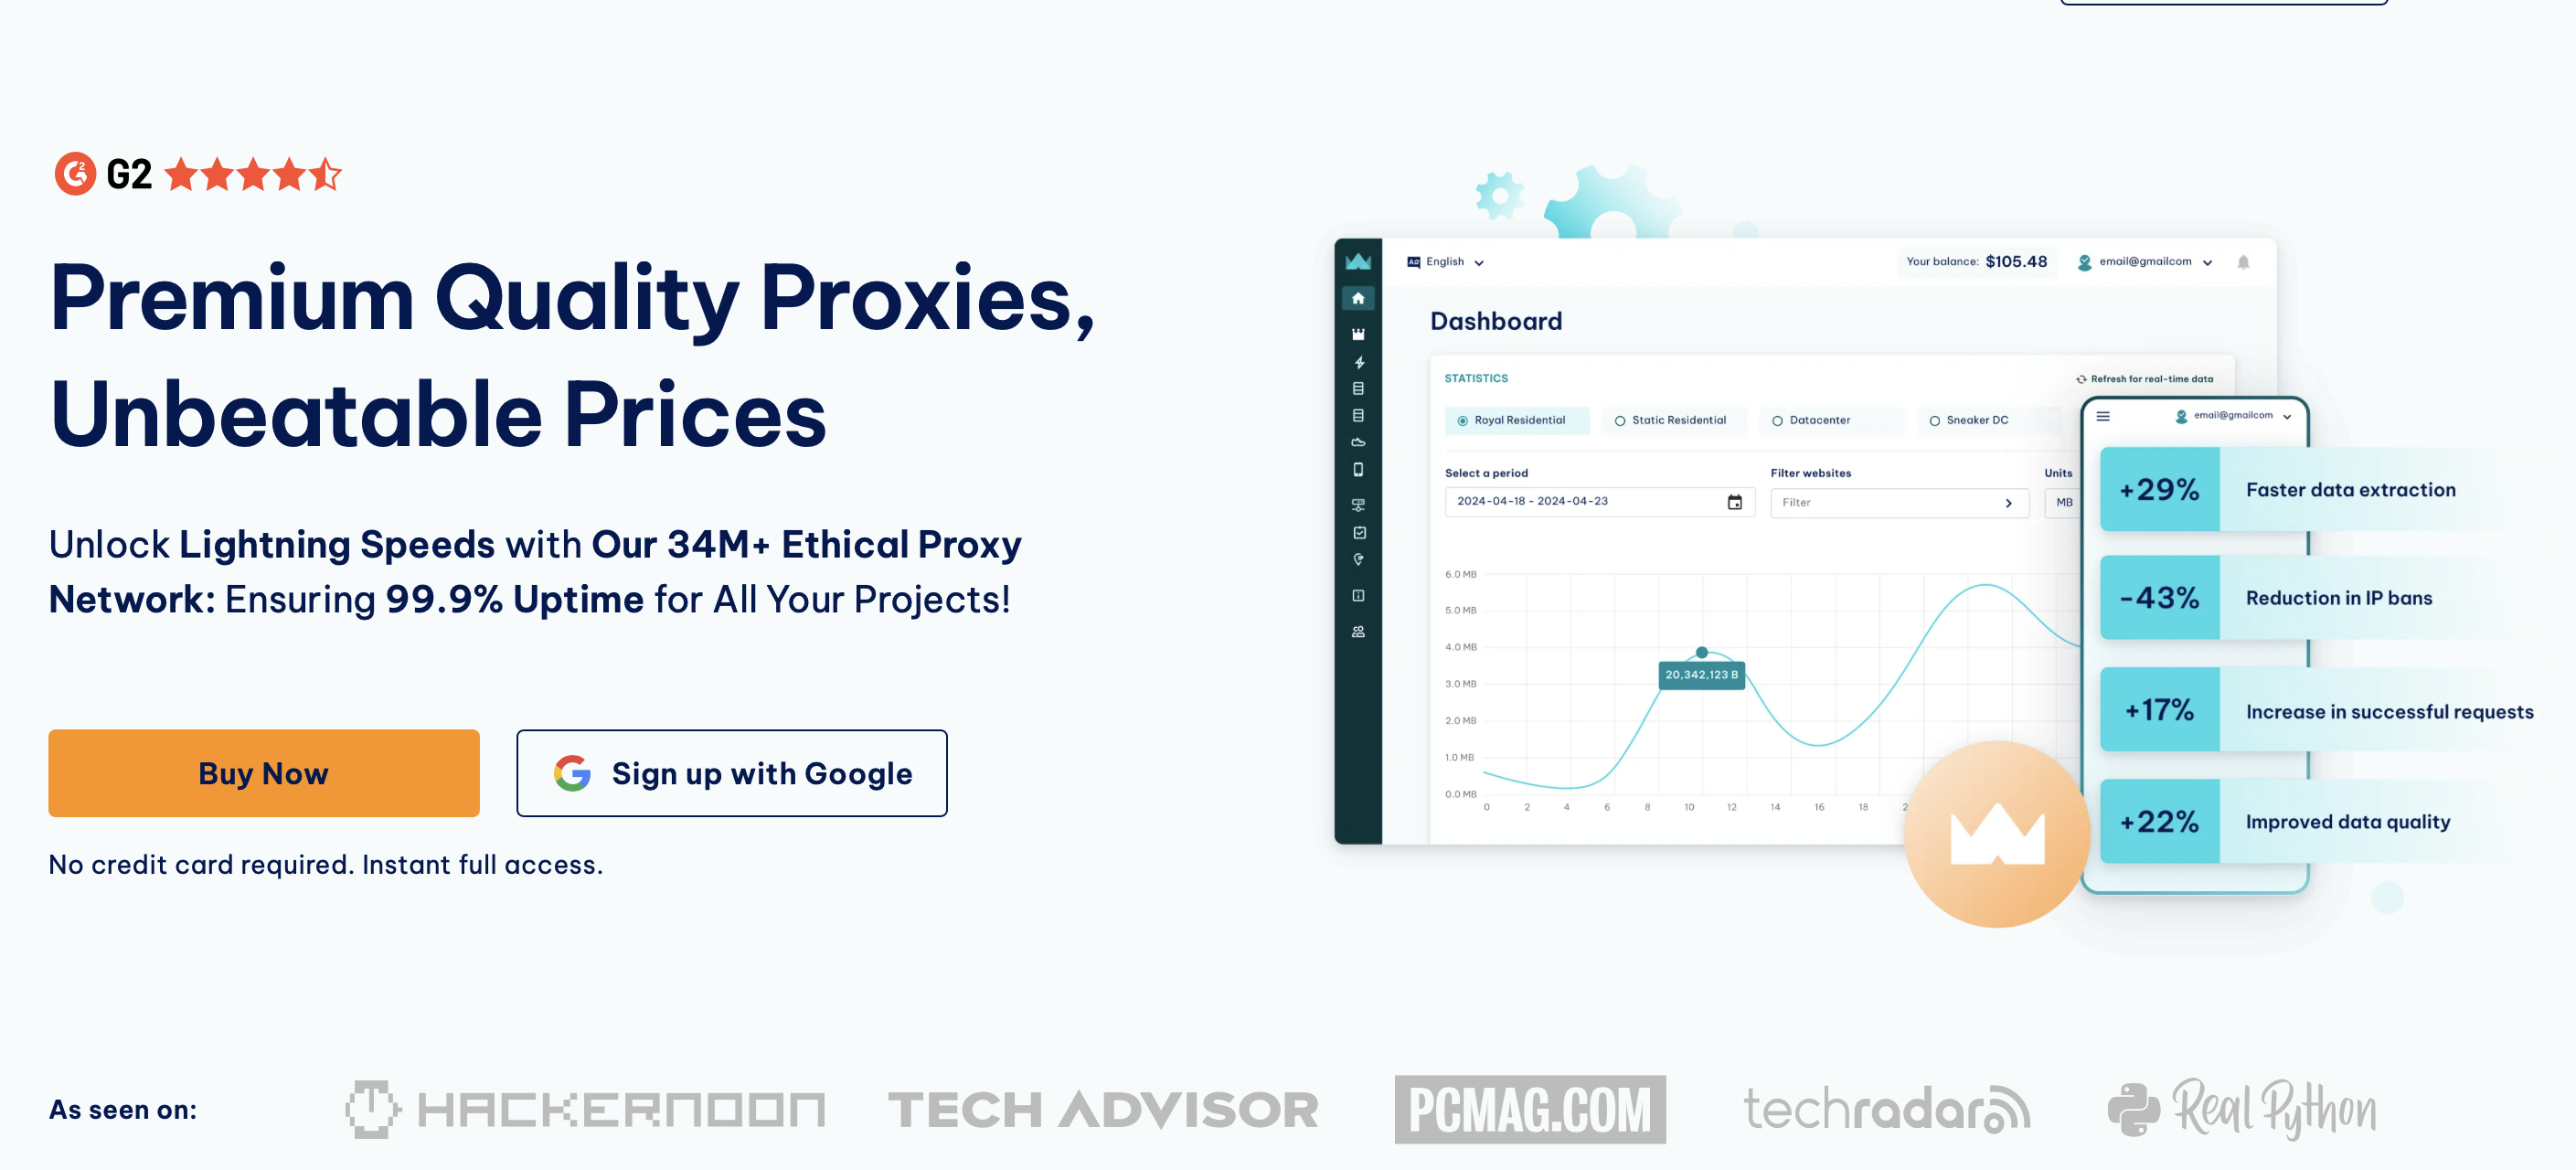 G2
Premium Quality Proxies,
Unbeatable Prices
Unlock Lightning Speeds with Our 34M+ Ethical Proxy
Network: Ensuring 99.9% Uptime for All Your Projects!
Buy Now
Sign up with Google
No credit card required. Instant full access.
English
Your balance: $105.48
email@gmailcom
Dashboard
STATISTICS
Refresh for real-time data
Royal Residential
Static Residential
Datacenter
Sneaker DC
Select a period
Filter websites
Units
2024-04-18 - 2024-04-23
Filter
MB
6.0 MB
5.0 MB
4.0 MB
3.0 MB
2.0 MB
1.0 MB
0.0 MB
20,342,123 B
0 2 4 6 8 10 12 14 16 18 2
email@gmailcom
+29% Faster data extraction
-43% Reduction in IP bans
+17% Increase in successful requests
+22% Improved data quality
As seen on:
HACKERNOON
TECH ADVISOR
PCMAG.COM
techradar
Real Python